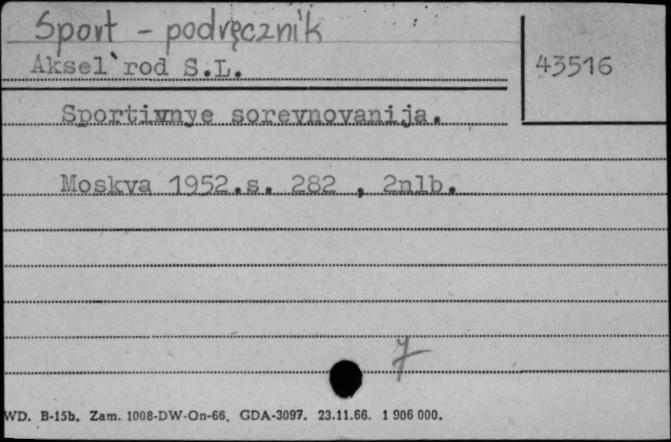 Sport - podręcznik
Aksel`rod S.L.
43516
Sportivnye sorevnovanija.
Moskva 1952.s. 282 , 2nlb.
7
WD. B-15b. Zam. 1008-DW-On-66. GDA-3097. 23.11.66. 1 906 000.